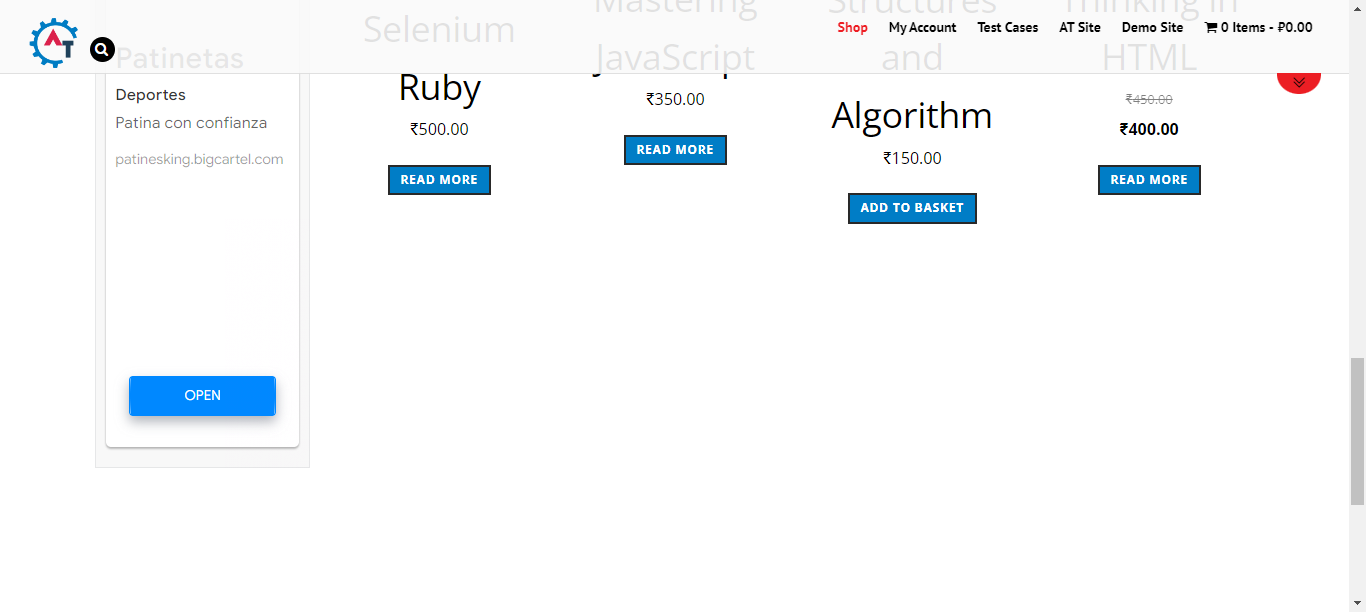 AT
Shop
My Account
Test Cases
AT Site
Demo Site
0 Items - ₽0.00
Patinetas
Deportes
Patina con confianza
patinesking.bigcartel.com
OPEN
Selenium
Ruby
₹500.00
READ MORE
Mastering
JavaScript
₹350.00
READ MORE
Structures
and
Algorithm
₹150.00
ADD TO BASKET
Thinking in
HTML
₹450.00
₹400.00
READ MORE